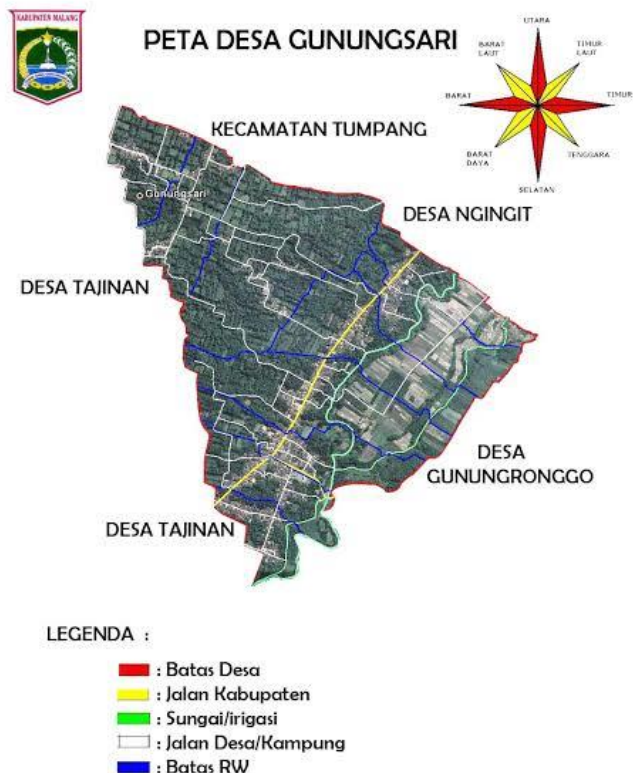 KABUPATEN MALANG
PETA DESA GUNUNGSARI
UTARA
BARAT
LAUT
TIMUR
LAUT
BARAT
TIMUR
BARAT
DAYA
TENGGARA
SELATAN
KECAMATAN TUMPANG
Gunungsari
DESA NGINGIT
DESA TAJINAN
DESA
GUNUNGRONGGO
DESA TAJINAN
LEGENDA :
: Batas Desa
: Jalan Kabupaten
: Sungai/irigasi
: Jalan Desa/Kampung
: Batas RW